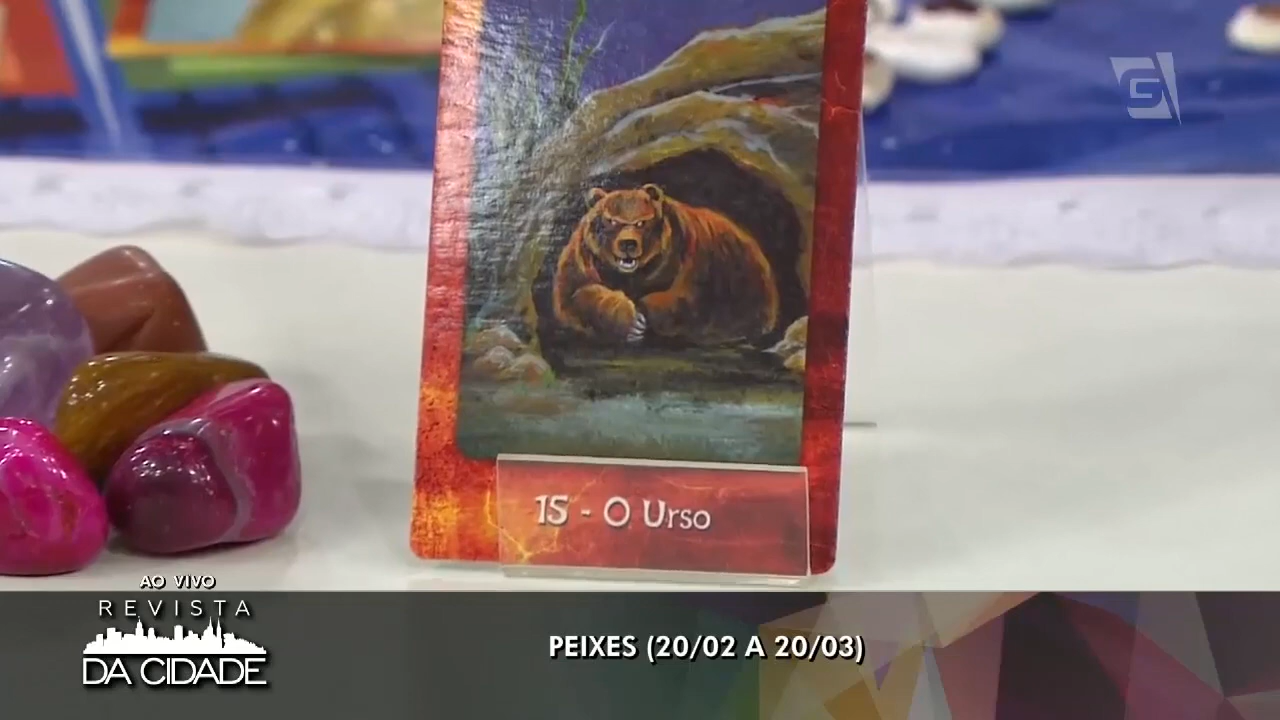 15 - O Urso
AO VIVO
REVISTA
DA CIDADE
PEIXES (20/02 A 20/03)